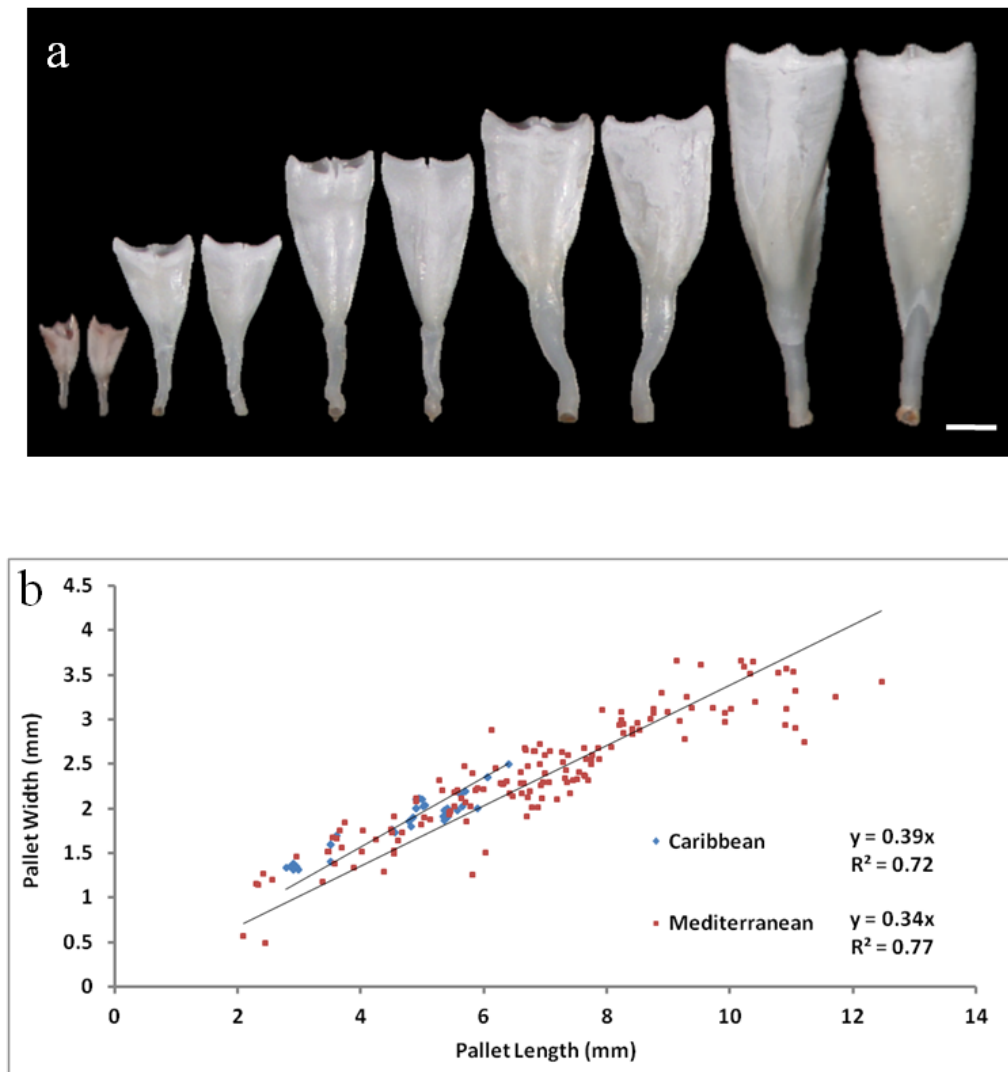 a
b
4.5
4
3.5
3
2.5
2
1.5
1
0.5
0
0 2 4 6 8 10 12 14
Pallet Width (mm)
Pallet Length (mm)
Caribbean y = 0.39x
R² = 0.72
Mediterranean y = 0.34x
R² = 0.77